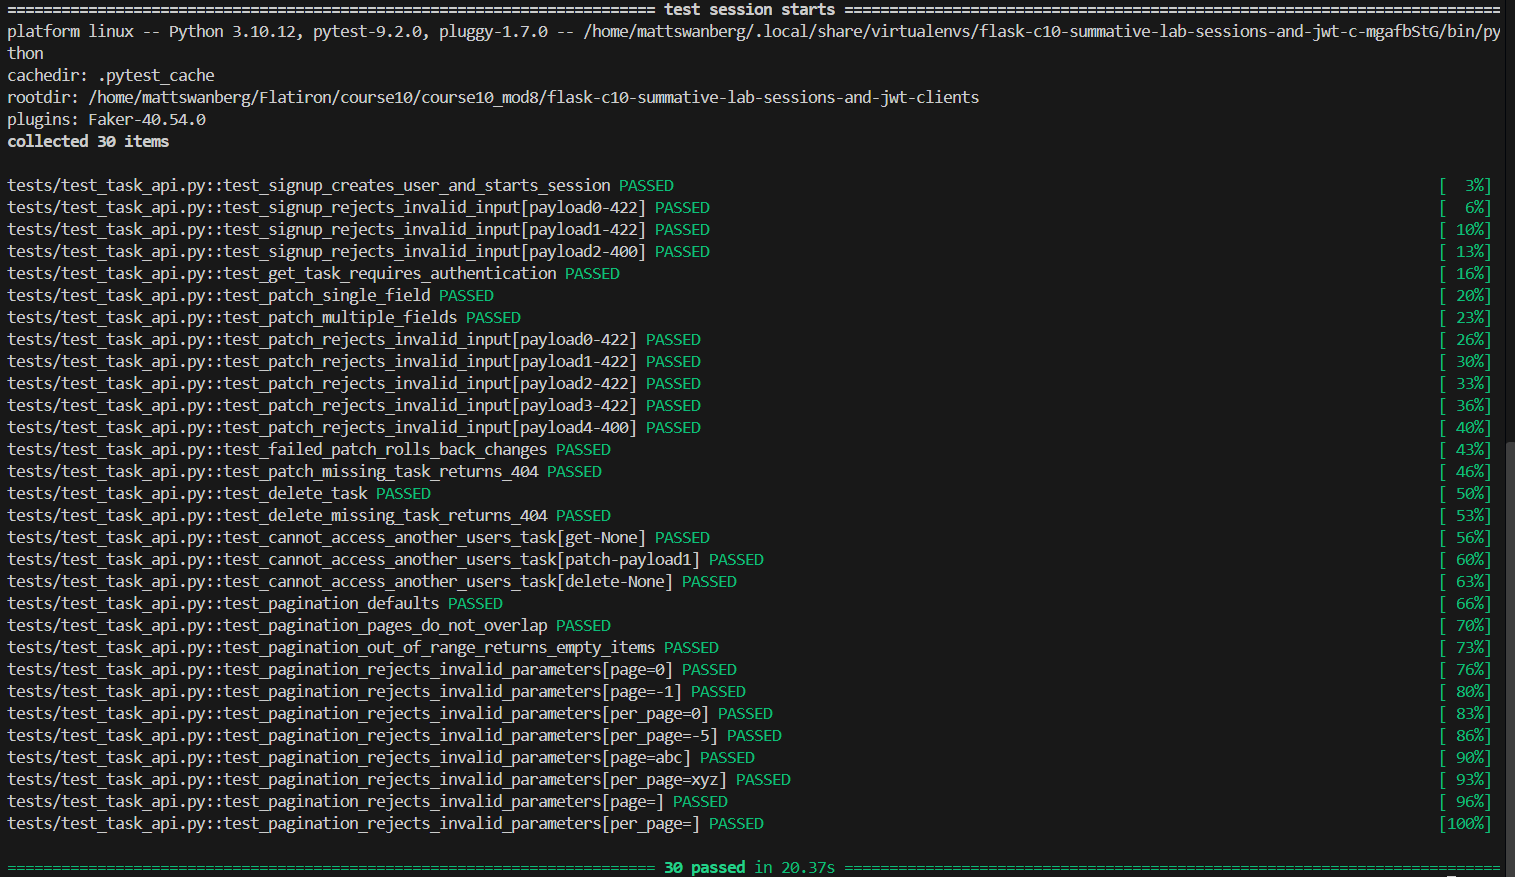 ======================================================================== test session starts =========================================================================
platform linux -- Python 3.10.12, pytest-9.2.0, pluggy-1.7.0 -- /home/mattswanberg/.local/share/virtualenvs/flask-c10-summative-lab-sessions-and-jwt-c-mgafbStG/bin/py
thon
cachedir: .pytest_cache
rootdir: /home/mattswanberg/Flatiron/course10/course10_mod8/flask-c10-summative-lab-sessions-and-jwt-clients
plugins: Faker-40.54.0
collected 30 items
tests/test_task_api.py::test_signup_creates_user_and_starts_session PASSED [  3%]
tests/test_task_api.py::test_signup_rejects_invalid_input[payload0-422] PASSED [  6%]
tests/test_task_api.py::test_signup_rejects_invalid_input[payload1-422] PASSED [ 10%]
tests/test_task_api.py::test_signup_rejects_invalid_input[payload2-400] PASSED [ 13%]
tests/test_task_api.py::test_get_task_requires_authentication PASSED [ 16%]
tests/test_task_api.py::test_patch_single_field PASSED [ 20%]
tests/test_task_api.py::test_patch_multiple_fields PASSED [ 23%]
tests/test_task_api.py::test_patch_rejects_invalid_input[payload0-422] PASSED [ 26%]
tests/test_task_api.py::test_patch_rejects_invalid_input[payload1-422] PASSED [ 30%]
tests/test_task_api.py::test_patch_rejects_invalid_input[payload2-422] PASSED [ 33%]
tests/test_task_api.py::test_patch_rejects_invalid_input[payload3-422] PASSED [ 36%]
tests/test_task_api.py::test_patch_rejects_invalid_input[payload4-400] PASSED [ 40%]
tests/test_task_api.py::test_failed_patch_rolls_back_changes PASSED [ 43%]
tests/test_task_api.py::test_patch_missing_task_returns_404 PASSED [ 46%]
tests/test_task_api.py::test_delete_task PASSED [ 50%]
tests/test_task_api.py::test_delete_missing_task_returns_404 PASSED [ 53%]
tests/test_task_api.py::test_cannot_access_another_users_task[get-None] PASSED [ 56%]
tests/test_task_api.py::test_cannot_access_another_users_task[patch-payload1] PASSED [ 60%]
tests/test_task_api.py::test_cannot_access_another_users_task[delete-None] PASSED [ 63%]
tests/test_task_api.py::test_pagination_defaults PASSED [ 66%]
tests/test_task_api.py::test_pagination_pages_do_not_overlap PASSED [ 70%]
tests/test_task_api.py::test_pagination_out_of_range_returns_empty_items PASSED [ 73%]
tests/test_task_api.py::test_pagination_rejects_invalid_parameters[page=0] PASSED [ 76%]
tests/test_task_api.py::test_pagination_rejects_invalid_parameters[page=-1] PASSED [ 80%]
tests/test_task_api.py::test_pagination_rejects_invalid_parameters[per_page=0] PASSED [ 83%]
tests/test_task_api.py::test_pagination_rejects_invalid_parameters[per_page=-5] PASSED [ 86%]
tests/test_task_api.py::test_pagination_rejects_invalid_parameters[page=abc] PASSED [ 90%]
tests/test_task_api.py::test_pagination_rejects_invalid_parameters[per_page=xyz] PASSED [ 93%]
tests/test_task_api.py::test_pagination_rejects_invalid_parameters[page=] PASSED [ 96%]
tests/test_task_api.py::test_pagination_rejects_invalid_parameters[per_page=] PASSED [100%]
======================================================================== 30 passed in 20.37s =========================================================================